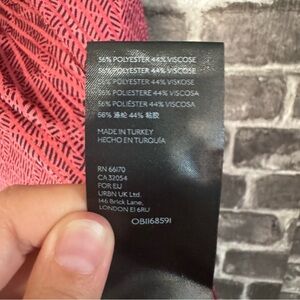 56% POLYESTER 44% VISCOSE
56% POLYESTER 44% VISCOSE
56% POLYESTER 44% VISKOSE
56% POLIESTERE 44% VISCOSA
56% POLIÉSTER 44% VISCOSA
56% 涤纶 44% 粘胶
MADE IN TURKEY
HECHO EN TURQUÍA
RN 66170
CA 32054
FOR EU
URBN UK Ltd.
146 Brick Lane,
LONDON E1 6RU
OB1168591